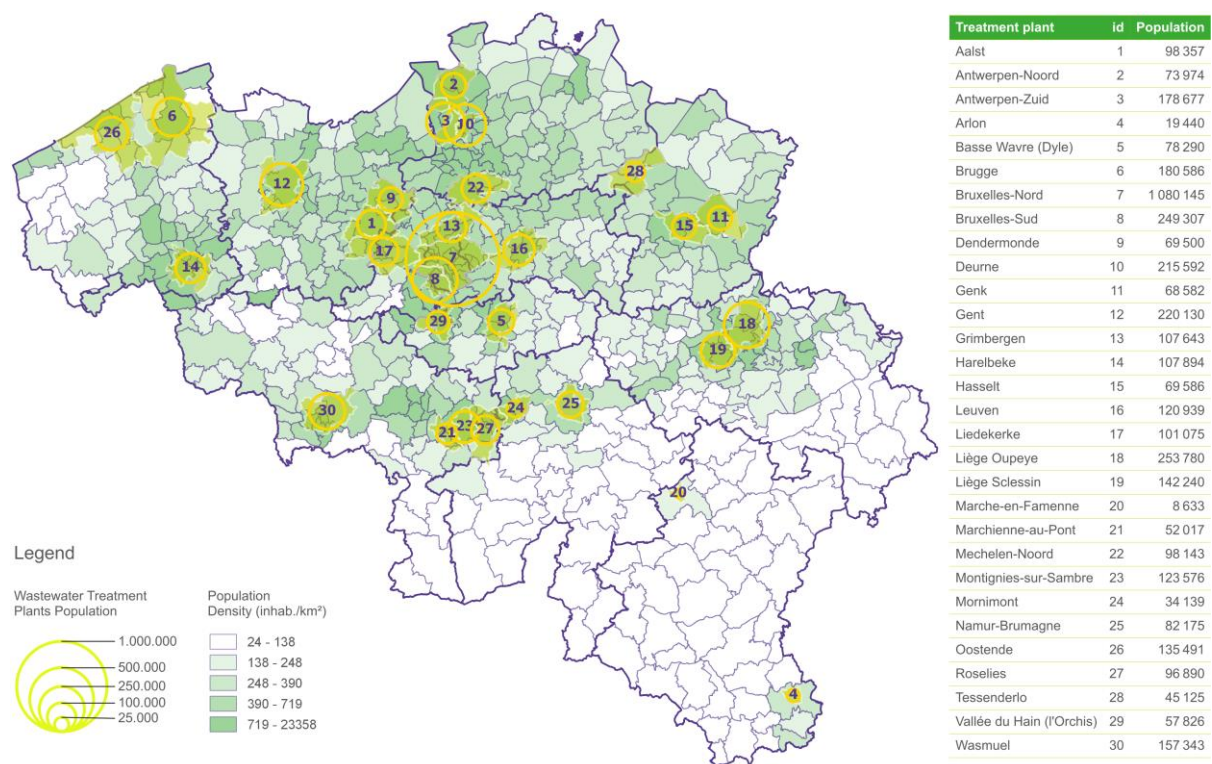 2
6
3 10
26
28
12
22
9
11
1
13
15
16
17
7
14
8
18
29
5
19
24
25
30
23
21
27
20
4
Legend
Wastewater Treatment
Plants Population
1.000.000
500.000
250.000
100.000
25.000
Population
Density (inhab./km²)
24 - 138
138 - 248
248 - 390
390 - 719
719 - 23358
Treatment plant id Population
Aalst 1 98 357
Antwerpen-Noord 2 73 974
Antwerpen-Zuid 3 178 677
Arlon 4 19 440
Basse Wavre (Dyle) 5 78 290
Brugge 6 180 586
Bruxelles-Nord 7 1 080 145
Bruxelles-Sud 8 249 307
Dendermonde 9 69 500
Deurne 10 215 592
Genk 11 68 582
Gent 12 220 130
Grimbergen 13 107 643
Harelbeke 14 107 894
Hasselt 15 69 586
Leuven 16 120 939
Liedekerke 17 101 075
Liège Oupeye 18 253 780
Liège Sclessin 19 142 240
Marche-en-Famenne 20 8 633
Marchienne-au-Pont 21 52 017
Mechelen-Noord 22 98 143
Montignies-sur-Sambre 23 123 576
Mornimont 24 34 139
Namur-Brumagne 25 82 175
Oostende 26 135 491
Roselies 27 96 890
Tessenderlo 28 45 125
Vallée du Hain (l'Orchis) 29 57 826
Wasmuel 30 157 343